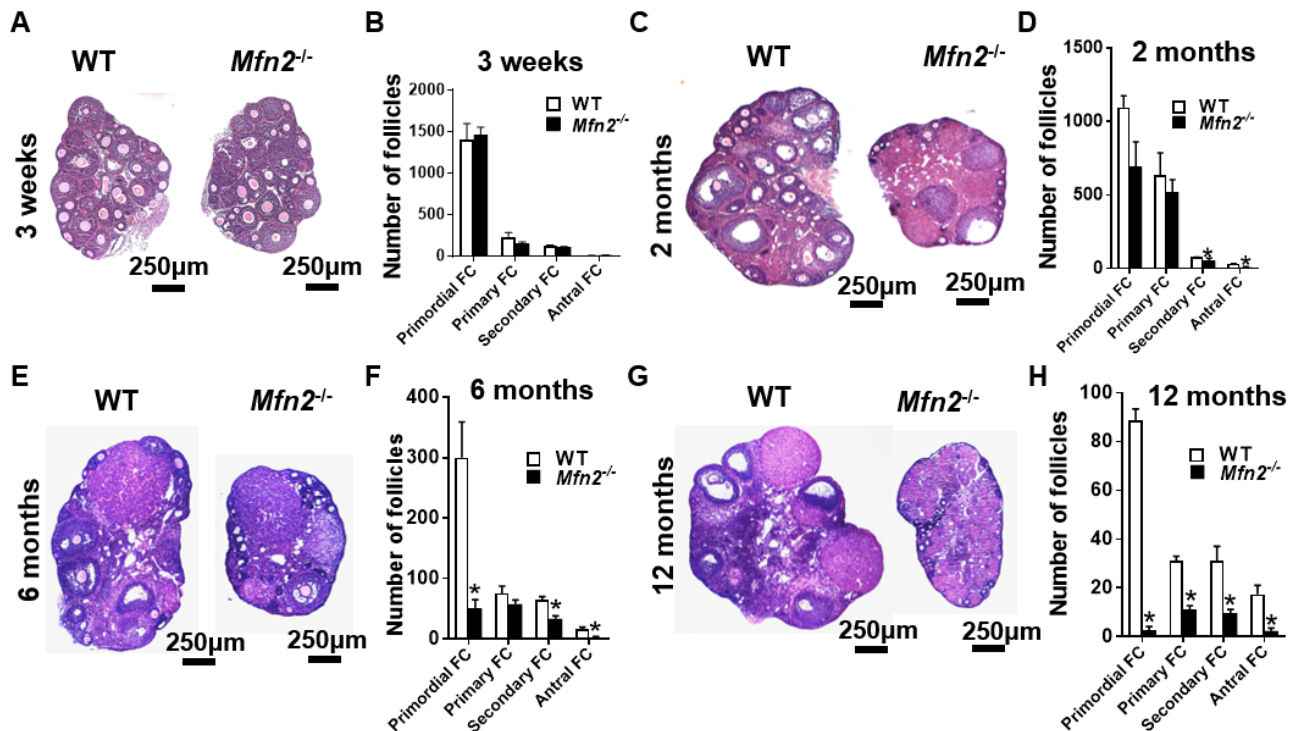 A
WT
Mfn2-/-
3 weeks
250µm
250µm
B
3 weeks
Number of follicles
2000
1500
1000
500
0
WT
Mfn2-/-
Primordial FC
Primary FC
Secondary FC
Antral FC
C
WT
Mfn2-/-
2 months
250µm
250µm
D
2 months
Number of follicles
1500
1000
500
0
WT
Mfn2-/-
*
*
Primordial FC
Primary FC
Secondary FC
Antral FC
E
WT
Mfn2-/-
6 months
250µm
250µm
F
6 months
Number of follicles
400
300
200
100
0
WT
Mfn2-/-
*
*
*
Primordial FC
Primary FC
Secondary FC
Antral FC
G
WT
Mfn2-/-
12 months
250µm
250µm
H
12 months
Number of follicles
100
80
60
40
20
0
WT
Mfn2-/-
*
*
*
*
Primordial FC
Primary FC
Secondary FC
Antral FC